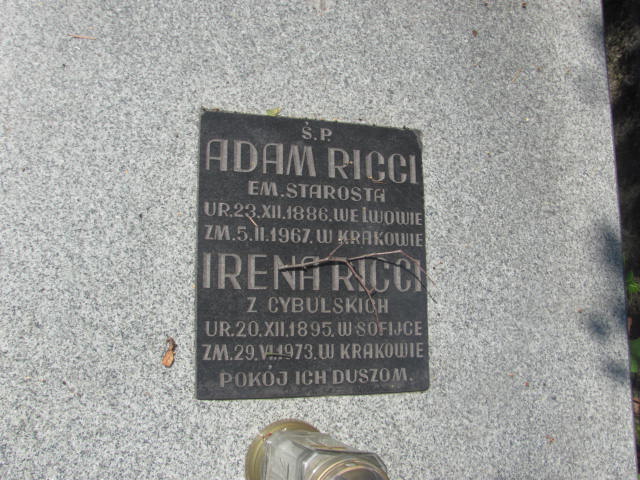 Ś.P.
ADAM RICCI
EM. STAROSTA
UR. 23.XII.1886. WE LWOWIE
ZM. 5.II.1967. W KRAKOWIE
IRENA RICCI
Z CYBULSKICH
UR. 20.XII.1895. W SOFIJCE
ZM. 29.VI.1973. W KRAKOWIE
POKÓJ ICH DUSZOM.